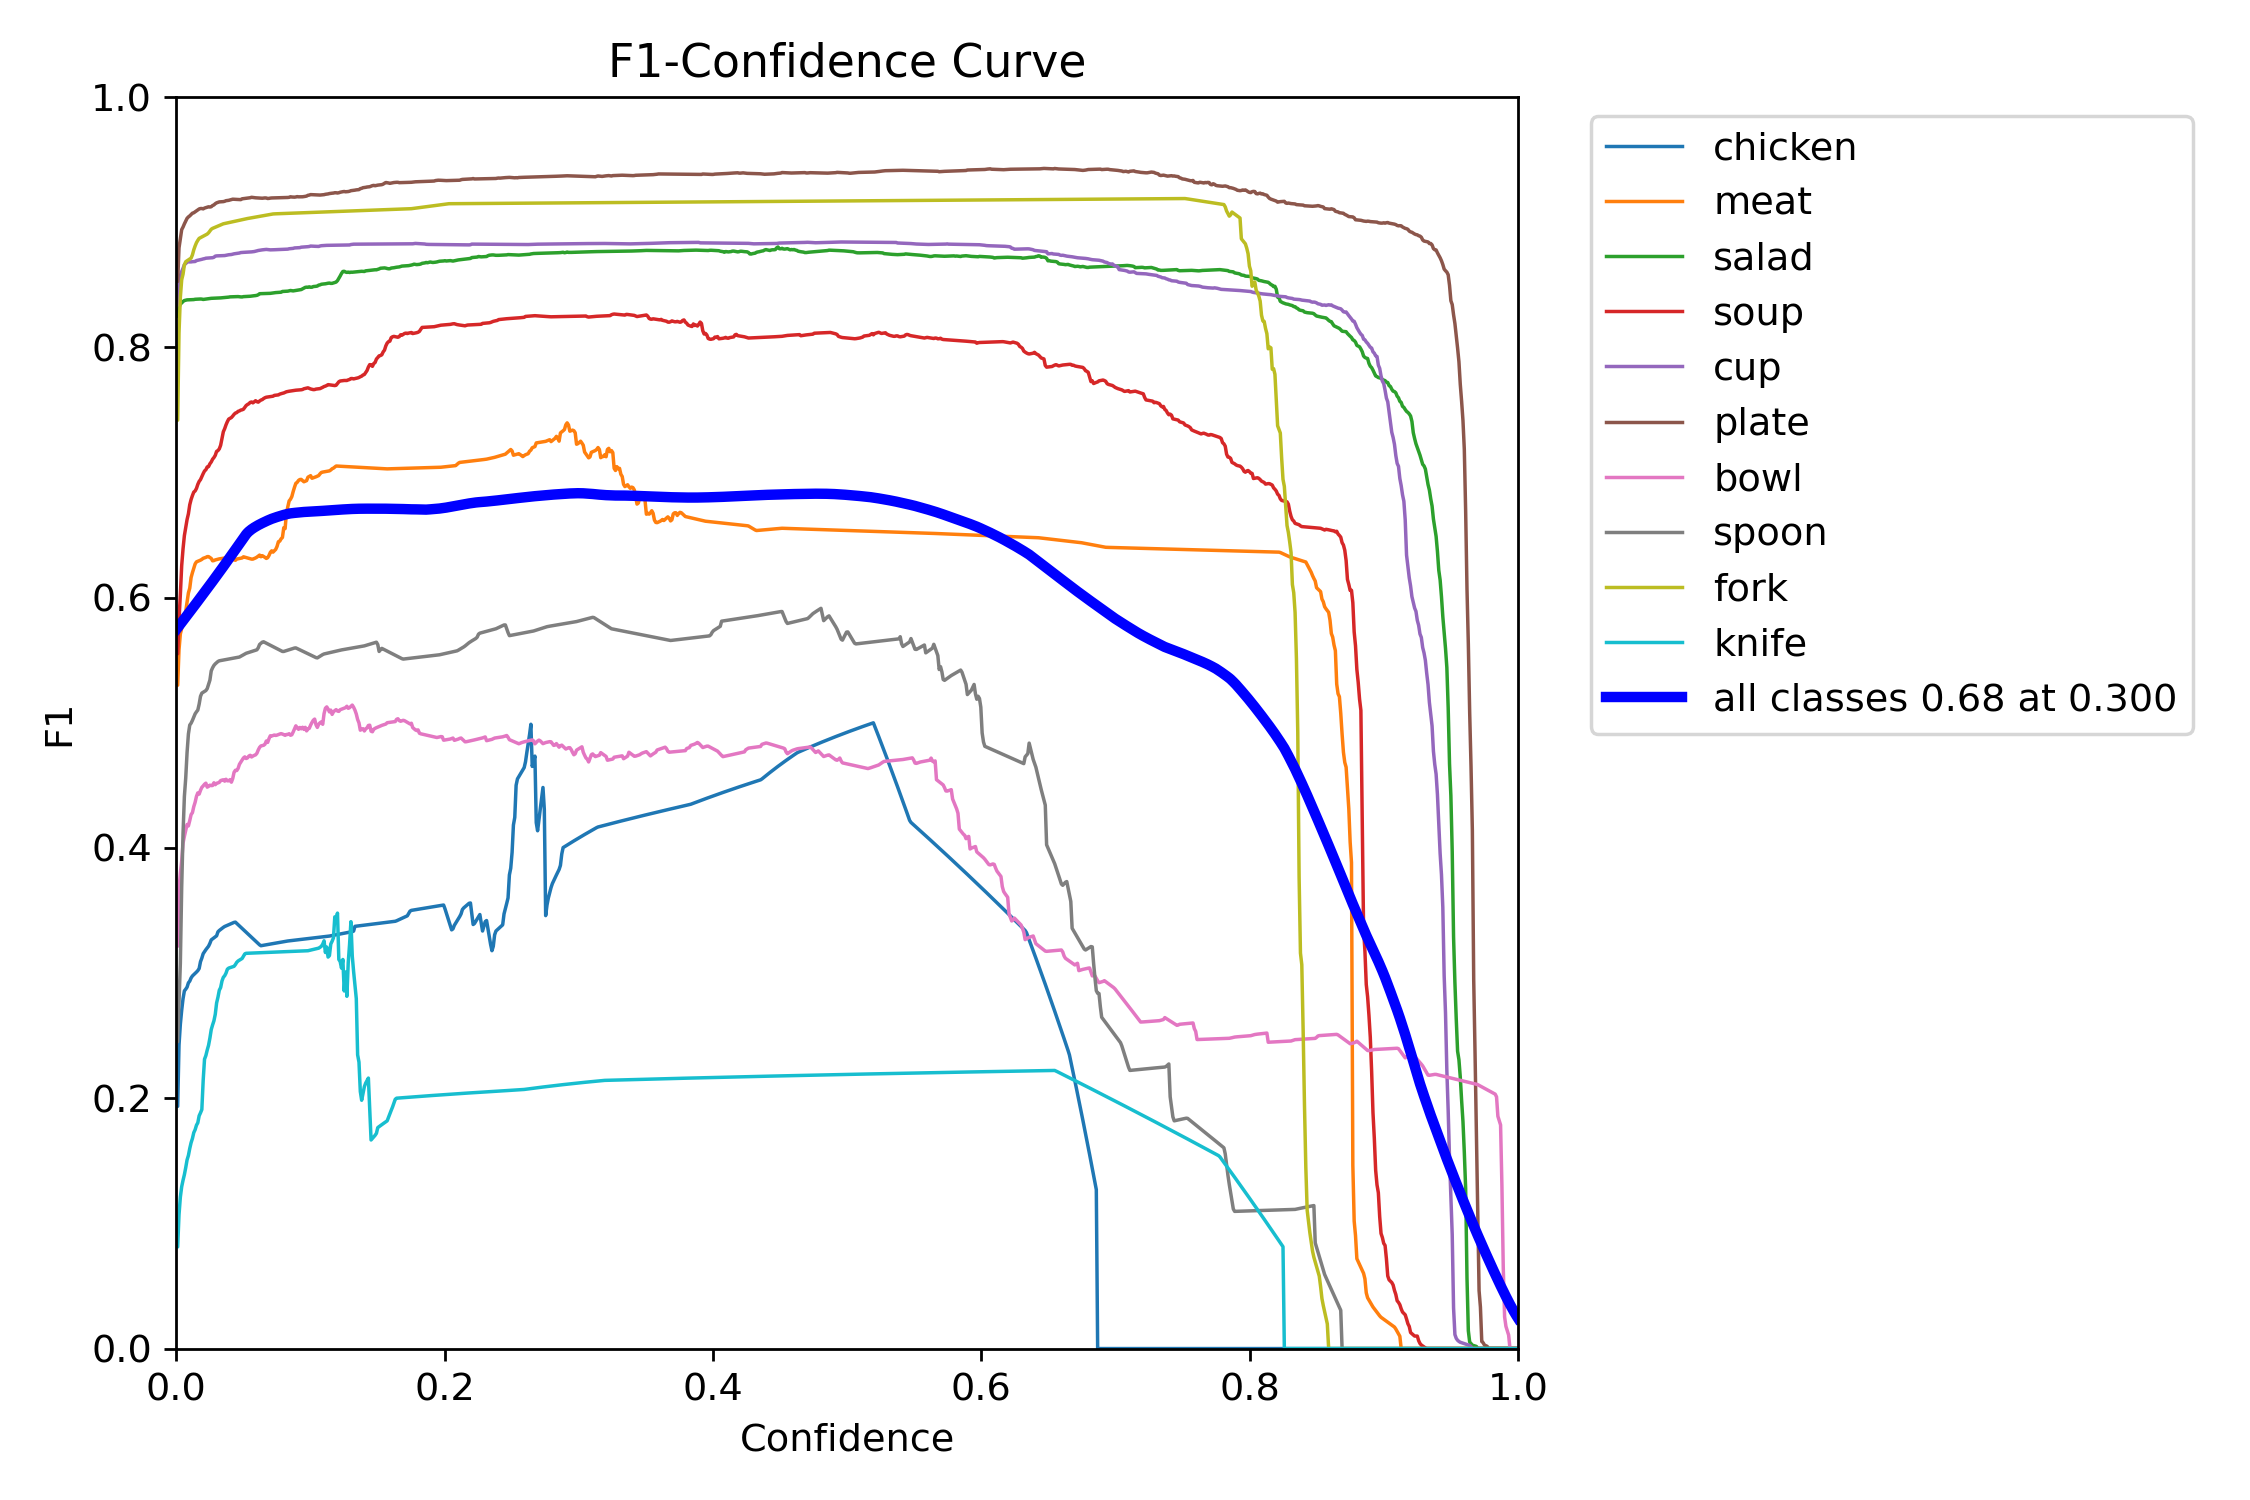 F1-Confidence Curve
1.0
0.8
0.6
0.4
0.2
0.0
F1
0.0 0.2 0.4 0.6 0.8 1.0
Confidence
chicken
meat
salad
soup
cup
plate
bowl
spoon
fork
knife
all classes 0.68 at 0.300